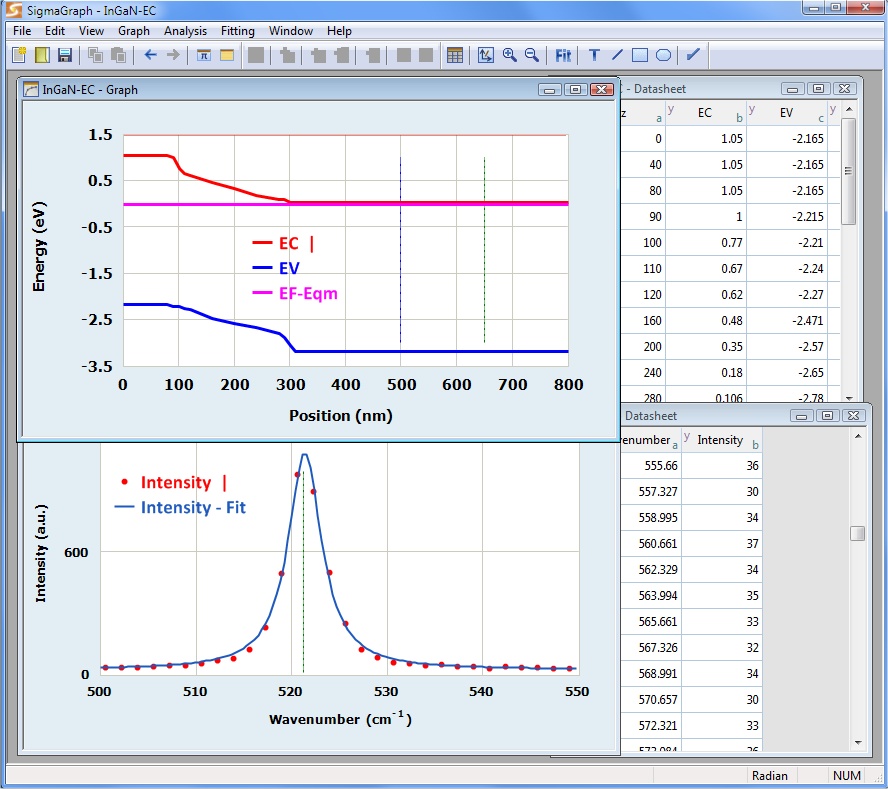 SigmaGraph - InGaN-EC
File Edit View Graph Analysis Fitting Window Help
π Fit T
InGaN-EC - Graph
1.5
0.5
-0.5
-1.5
-2.5
-3.5
Energy (eV)
EC |
EV
EF-Eqm
0 100 200 300 400 500 600 700 800
Position (nm)
- Datasheet
z a y EC b y EV c y
0 1.05 -2.165
40 1.05 -2.165
80 1.05 -2.165
90 1 -2.215
100 0.77 -2.21
110 0.67 -2.24
120 0.62 -2.27
160 0.48 -2.471
200 0.35 -2.57
240 0.18 -2.65
280 0.106 -2.78
Intensity |
Intensity - Fit
Intensity (a.u.)
600
0
500 510 520 530 540 550
Wavenumber (cm⁻¹)
Datasheet
enumber a y Intensity b
555.66 36
557.327 30
558.995 34
560.661 37
562.329 34
563.994 35
565.661 33
567.326 32
568.991 34
570.657 30
572.321 33
Radian NUM